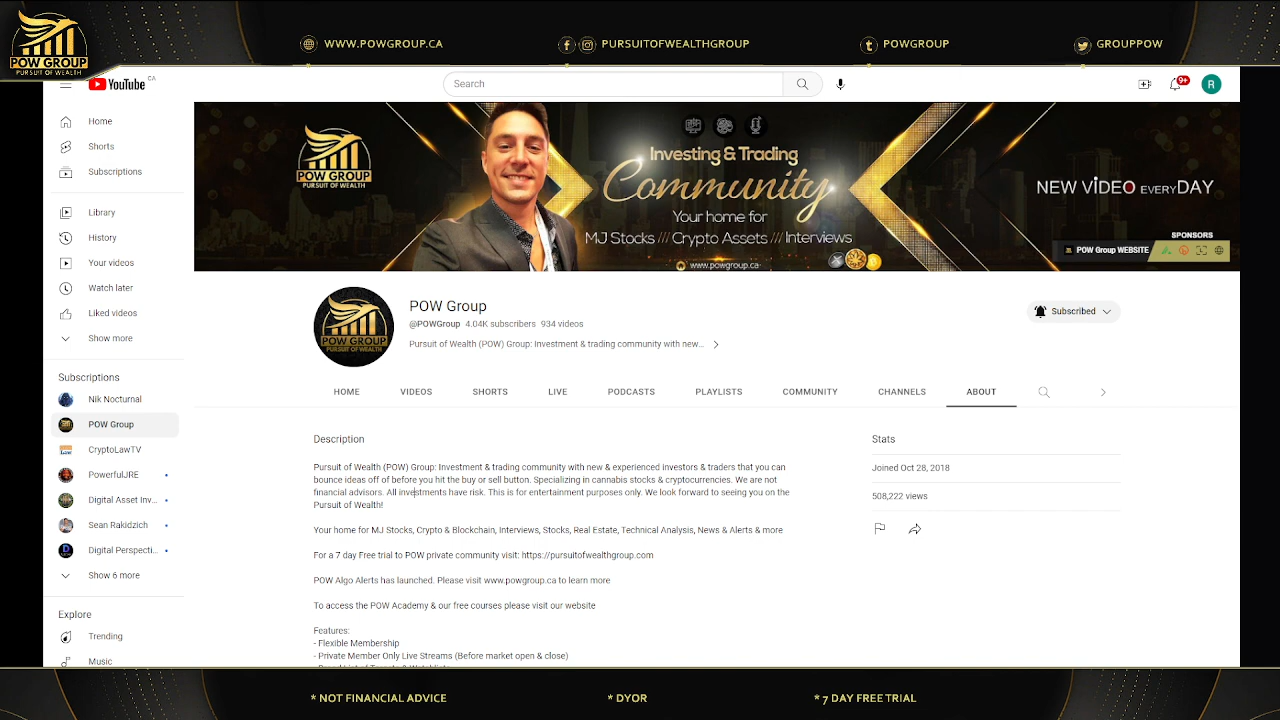 POW GROUP
PURSUIT OF WEALTH
WWW.POWGROUP.CA
PURSUITOFWEALTHGROUP
POWGROUP
GROUPPOW
YouTube CA
Search
9+
R
Home
Shorts
Subscriptions
Library
History
Your videos
Watch later
Liked videos
Show more
Subscriptions
Nik Nocturnal
POW Group
CryptoLawTV
PowerfulJRE
Digital Asset Inv...
Sean Rakidzich
Digital Perspecti...
Show 6 more
Explore
Trending
Music
POW GROUP
PURSUIT OF WEALTH
Investing & Trading
Community
Your home for
MJ Stocks /// Crypto Assets /// Interviews
www.powgroup.ca
NEW VIDEO EVERYDAY
SPONSORS
POW Group WEBSITE
POW GROUP
PURSUIT OF WEALTH
POW Group
@POWGroup 4.04K subscribers 934 videos
Pursuit of Wealth (POW) Group: Investment & trading community with new...
Subscribed
HOME VIDEOS SHORTS LIVE PODCASTS PLAYLISTS COMMUNITY CHANNELS ABOUT
Description
Pursuit of Wealth (POW) Group: Investment & trading community with new & experienced investors & traders that you can
bounce ideas off of before you hit the buy or sell button. Specializing in cannabis stocks & cryptocurrencies. We are not
financial advisors. All investments have risk. This is for entertainment purposes only. We look forward to seeing you on the
Pursuit of Wealth!
Your home for MJ Stocks, Crypto & Blockchain, Interviews, Stocks, Real Estate, Technical Analysis, News & Alerts & more
For a 7 day Free trial to POW private community visit: https://pursuitofwealthgroup.com
POW Algo Alerts has launched. Please visit www.powgroup.ca to learn more
To access the POW Academy & our free courses please visit our website
Features:
- Flexible Membership
- Private Member Only Live Streams (Before market open & close)
Stats
Joined Oct 28, 2018
508,222 views
* NOT FINANCIAL ADVICE
* DYOR
* 7 DAY FREE TRIAL